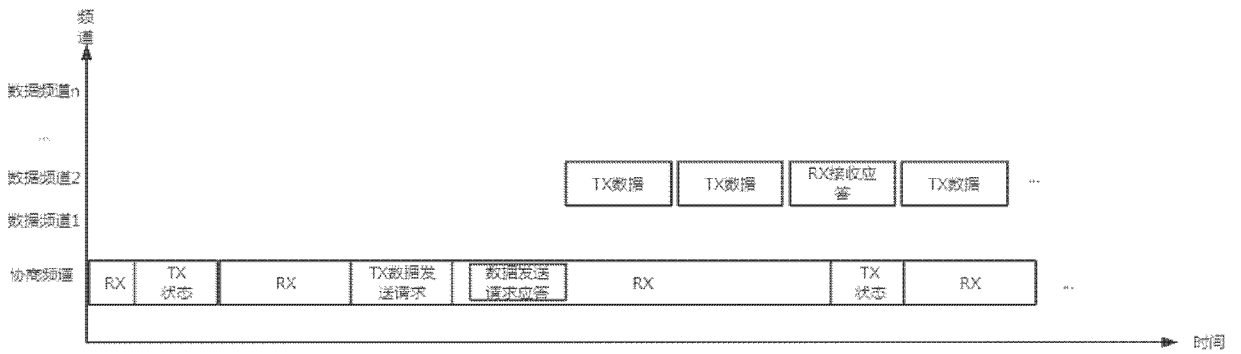 频
道
数据频道n
...
数据频道2
TX数据
TX数据
RX接收应
答
TX数据
...
数据频道1
协商频道
RX
TX
状态
RX
TX数据发
送请求
数据发送
请求应答
RX
TX
状态
RX
...
时间